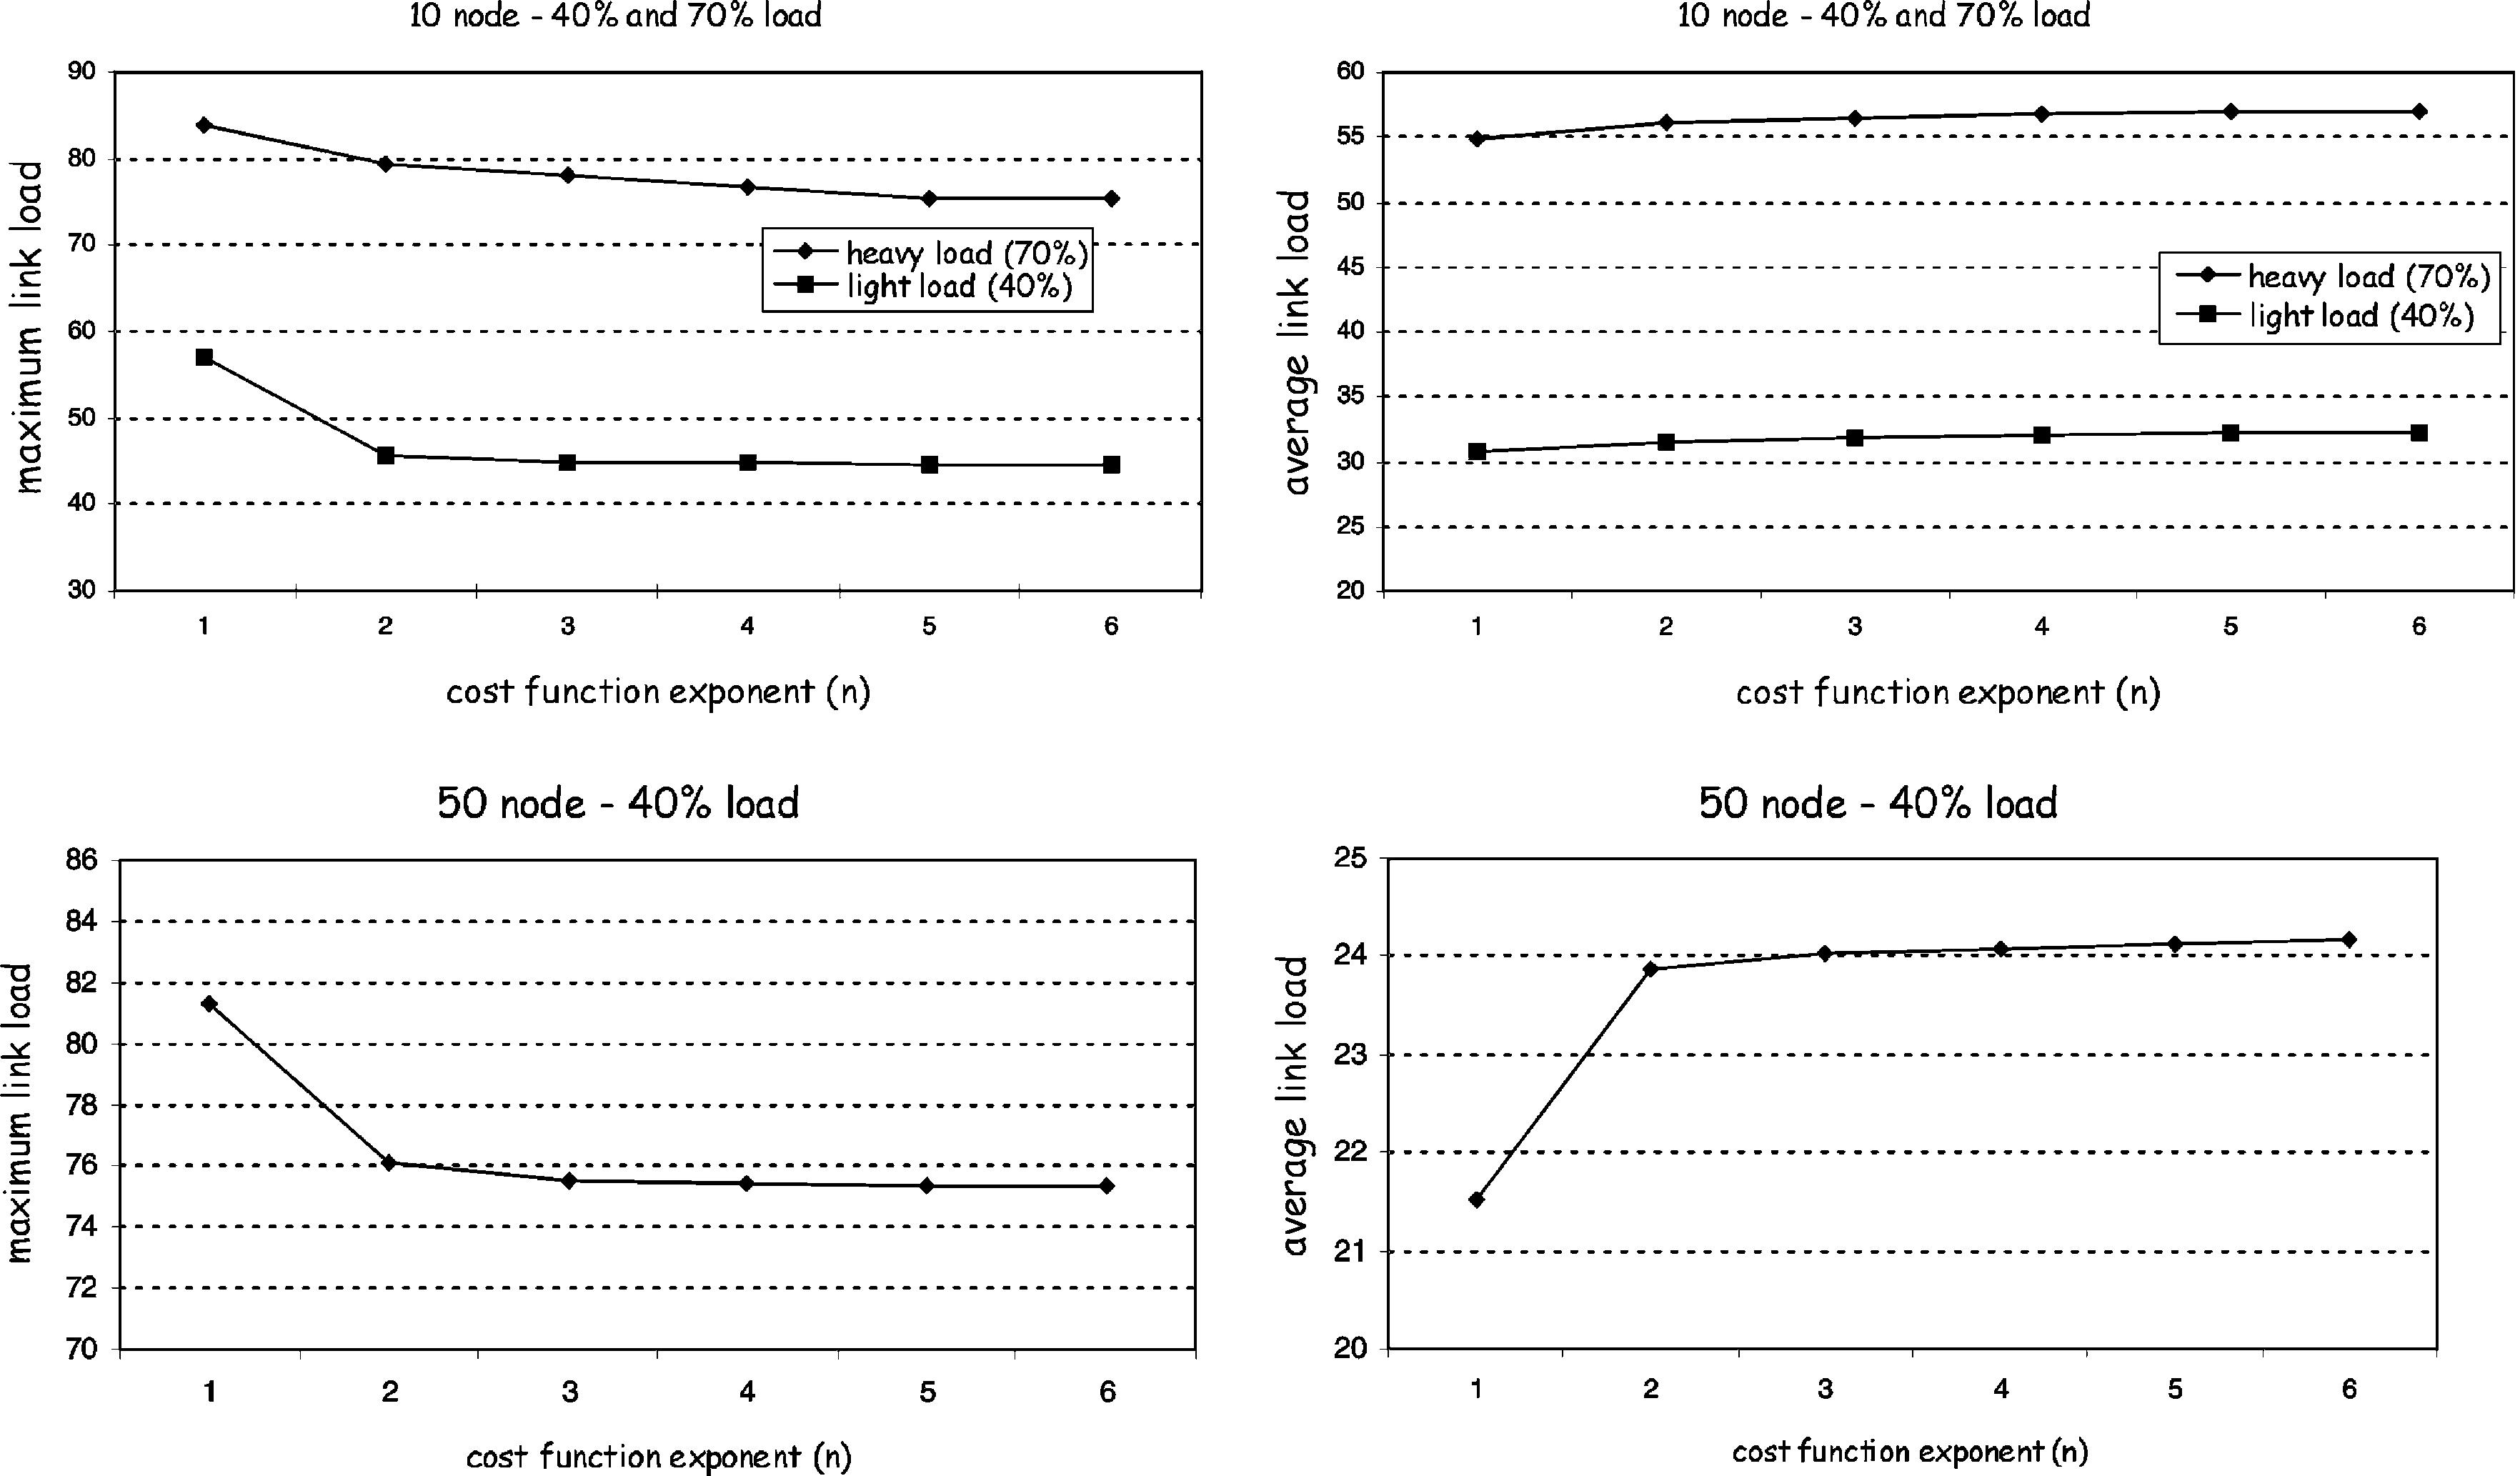 10 node - 40% and 70% load
90
80
70
60
50
40
30
maximum link load
heavy load (70%)
light load (40%)
1 2 3 4 5 6
cost function exponent (n)
10 node - 40% and 70% load
60
55
50
45
40
35
30
25
20
average link load
heavy load (70%)
light load (40%)
1 2 3 4 5 6
cost function exponent (n)
50 node - 40% load
86
84
82
80
78
76
74
72
70
maximum link load
1 2 3 4 5 6
cost function exponent (n)
50 node - 40% load
25
24
23
22
21
20
average link load
1 2 3 4 5 6
cost function exponent (n)